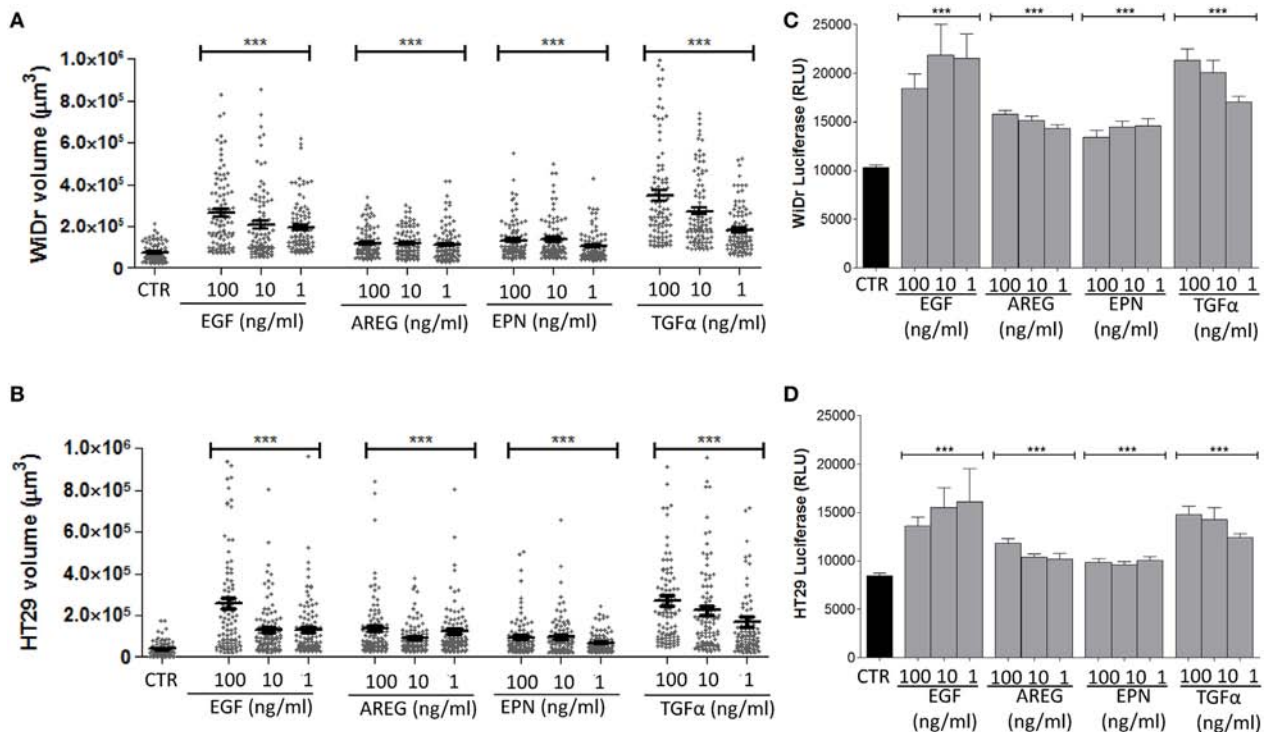 A
WiDr volume (µm³)
1.0×10⁶
8.0×10⁵
6.0×10⁵
4.0×10⁵
2.0×10⁵
0
*** *** *** ***
CTR 100 10 1 100 10 1 100 10 1 100 10 1
EGF (ng/ml) AREG (ng/ml) EPN (ng/ml) TGFα (ng/ml)
C
WiDr Luciferase (RLU)
25000
20000
15000
10000
5000
0
*** *** *** ***
CTR 100 10 1 100 10 1 100 10 1 100 10 1
EGF AREG EPN TGFα
(ng/ml) (ng/ml) (ng/ml) (ng/ml)
B
HT29 volume (µm³)
1.0×10⁶
8.0×10⁵
6.0×10⁵
4.0×10⁵
2.0×10⁵
0
*** *** *** ***
CTR 100 10 1 100 10 1 100 10 1 100 10 1
EGF (ng/ml) AREG (ng/ml) EPN (ng/ml) TGFα (ng/ml)
D
HT29 Luciferase (RLU)
25000
20000
15000
10000
5000
0
*** *** *** ***
CTR 100 10 1 100 10 1 100 10 1 100 10 1
EGF AREG EPN TGFα
(ng/ml) (ng/ml) (ng/ml) (ng/ml)